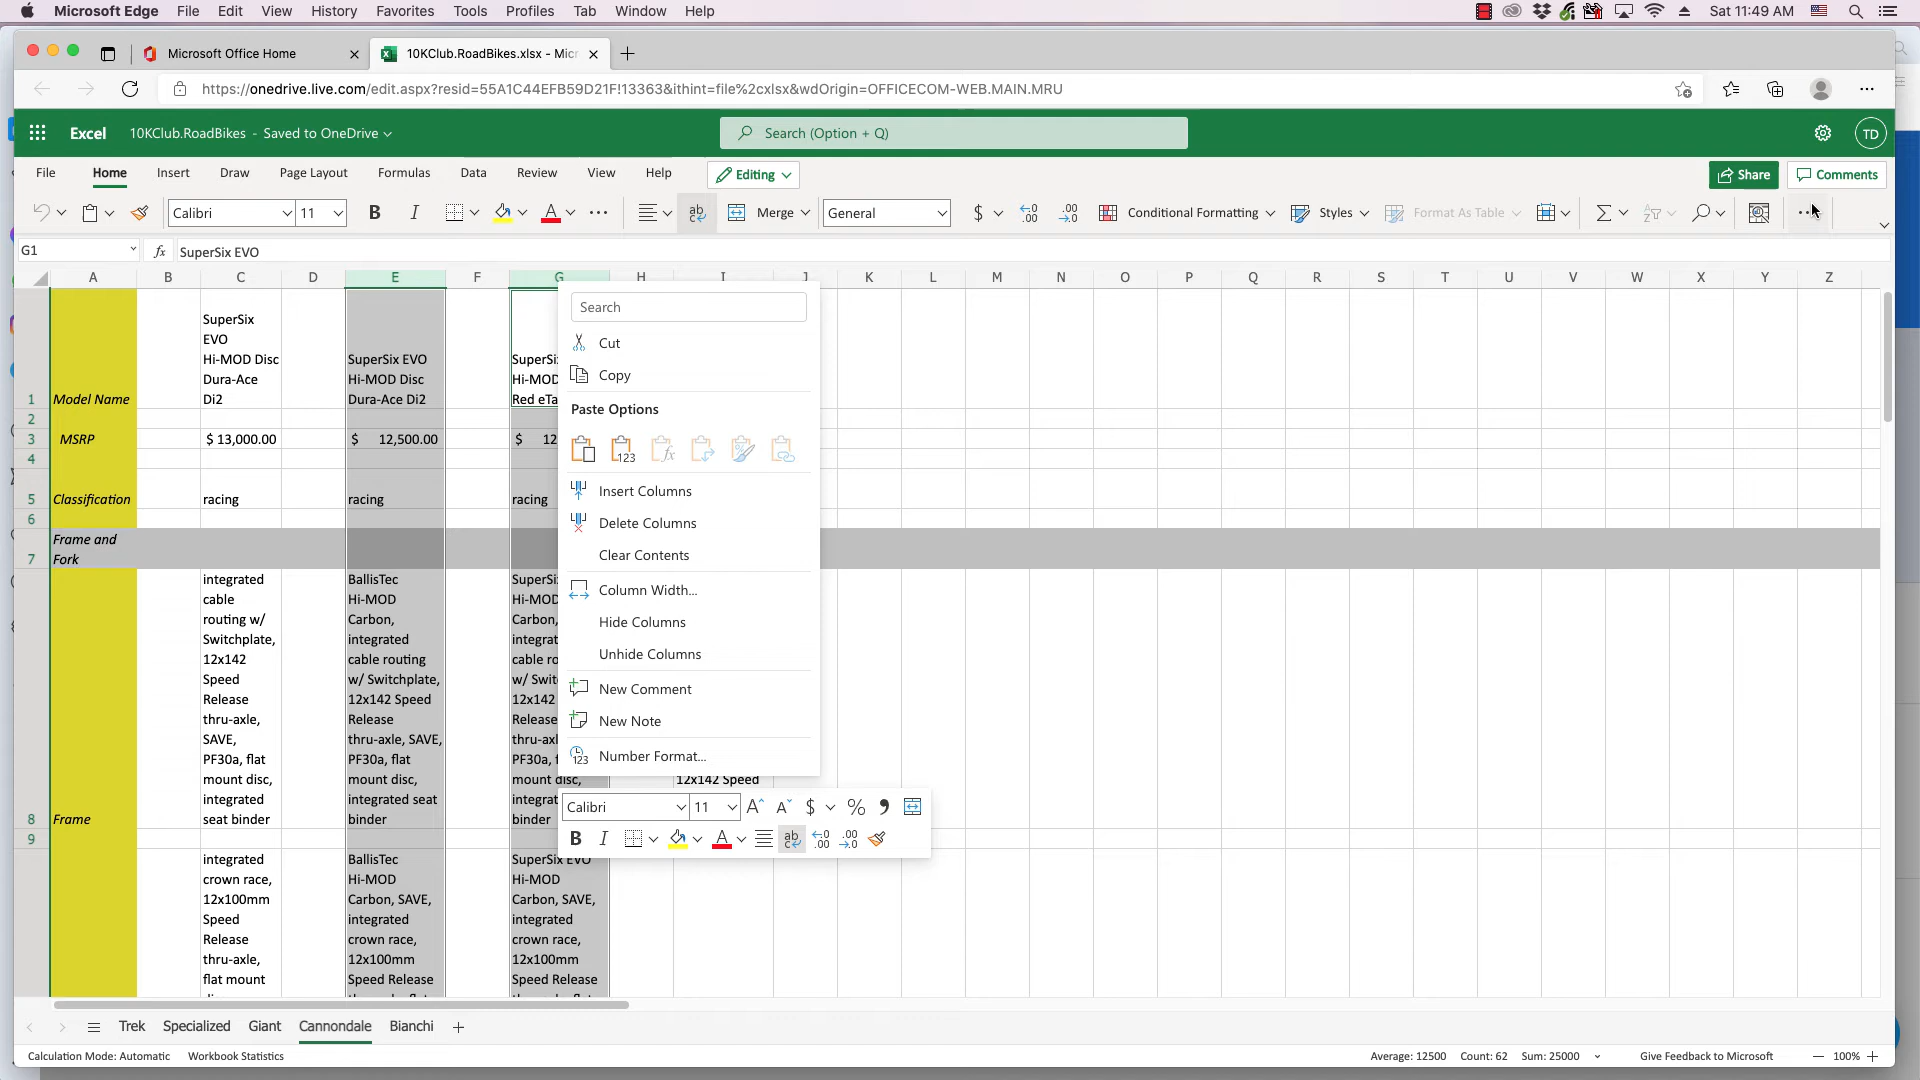 Microsoft Edge File Edit View History Favorites Tools Profiles Tab Window Help Sat 11:49 AM
Microsoft Office Home 10KClub.RoadBikes.xlsx - Micr
https://onedrive.live.com/edit.aspx?resid=55A1C44EFB59D21F!13363&ithint=file%2cxlsx&wdOrigin=OFFICECOM-WEB.MAIN.MRU
Excel 10KClub.RoadBikes - Saved to OneDrive Search (Option + Q) TD
File Home Insert Draw Page Layout Formulas Data Review View Help Editing Share Comments
Calibri 11 B I A ab Merge General $ Conditional Formatting Styles Format As Table
G1 fx SuperSix EVO
A B C D E F G H I J K L M N O P Q R S T U V W X Y Z
1 Model Name
SuperSix
EVO
Hi-MOD Disc
Dura-Ace
Di2
SuperSix EVO
Hi-MOD Disc
Dura-Ace Di2
SuperSi
Hi-MOD
Red eTa
2
3 MSRP $ 13,000.00 $ 12,500.00 $ 12
4
5 Classification racing racing racing
6
7 Frame and
Fork
8 Frame
integrated
cable
routing w/
Switchplate,
12x142
Speed
Release
thru-axle,
SAVE,
PF30a, flat
mount disc,
integrated
seat binder
BallisTec
Hi-MOD
Carbon,
integrated
cable routing
w/ Switchplate,
12x142 Speed
Release
thru-axle, SAVE,
PF30a, flat
mount disc,
integrated seat
binder
SuperSi
Hi-MOD
Carbon,
integrat
cable ro
w/ Swit
12x142
Release
thru-axl
PF30a, f
mount disc,
integrat
binder
12x142 Speed
9
integrated
crown race,
12x100mm
Speed
Release
thru-axle,
flat mount
BallisTec
Hi-MOD
Carbon, SAVE,
integrated
crown race,
12x100mm
Speed Release
SuperSix EVO
Hi-MOD
Carbon, SAVE,
integrated
crown race,
12x100mm
Speed Release
Search
Cut
Copy
Paste Options
Insert Columns
Delete Columns
Clear Contents
Column Width...
Hide Columns
Unhide Columns
New Comment
New Note
Number Format...
Calibri 11 A A $ % 9
B I A ab
Trek Specialized Giant Cannondale Bianchi
Calculation Mode: Automatic Workbook Statistics Average: 12500 Count: 62 Sum: 25000 Give Feedback to Microsoft 100%